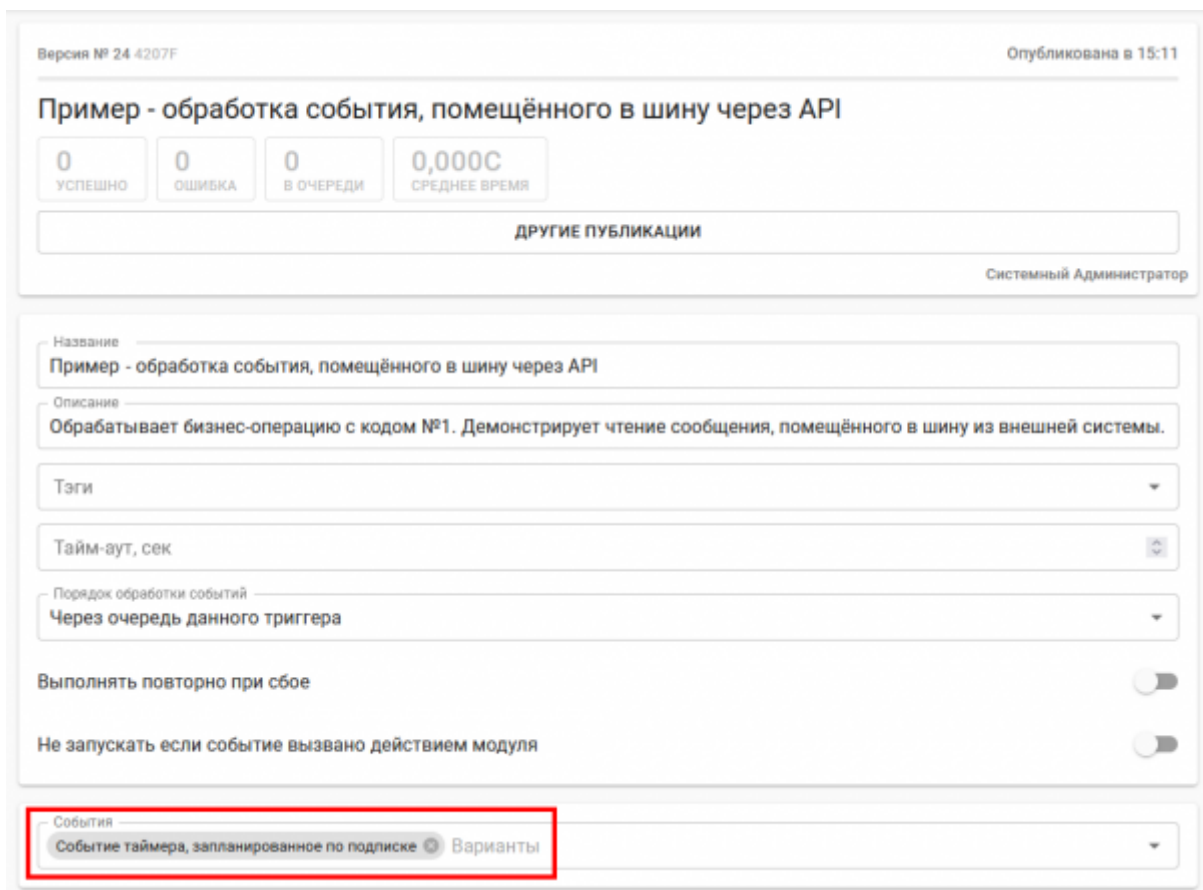 Версия № 24 4207F
Опубликована в 15:11
Пример - обработка события, помещённого в шину через API
0
УСПЕШНО
0
ОШИБКА
0
В ОЧЕРЕДИ
0,000С
СРЕДНЕЕ ВРЕМЯ
ДРУГИЕ ПУБЛИКАЦИИ
Системный Администратор
Название
Пример - обработка события, помещённого в шину через API
Описание
Обрабатывает бизнес-операцию с кодом №1. Демонстрирует чтение сообщения, помещённого в шину из внешней системы.
Тэги
Тайм-аут, сек
Порядок обработки событий
Через очередь данного триггера
Выполнять повторно при сбое
Не запускать если событие вызвано действием модуля
События
Событие таймера, запланированное по подписке Варианты